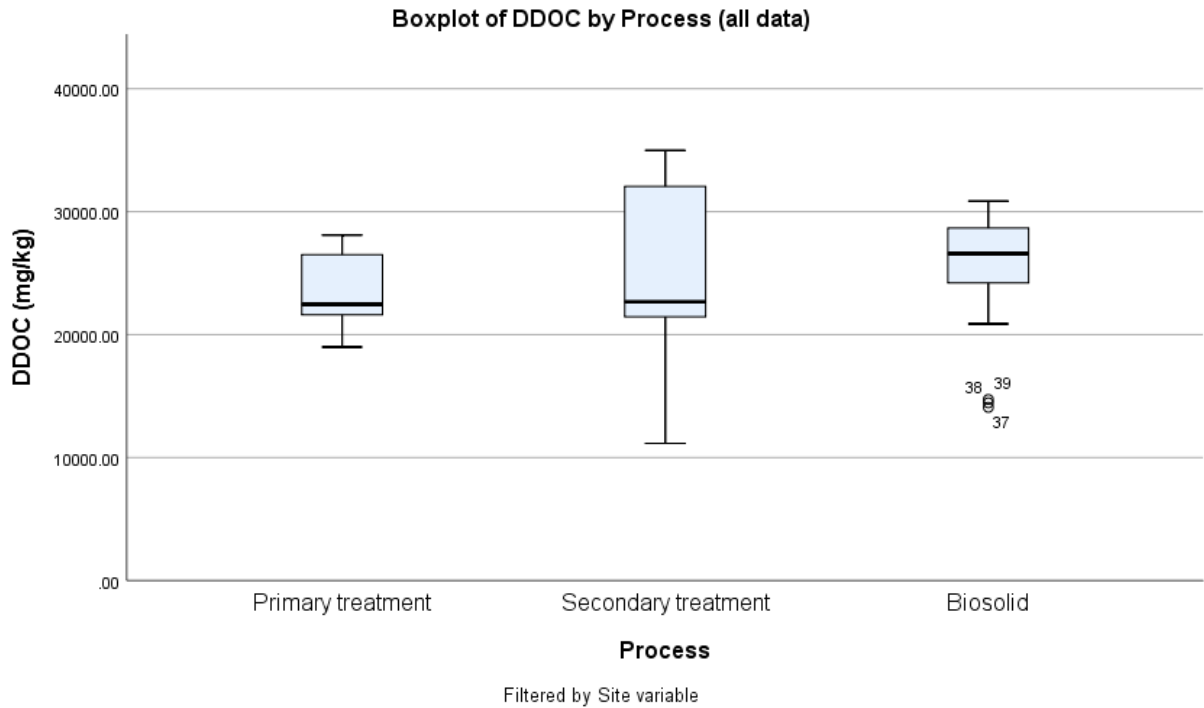 Boxplot of DDOC by Process (all data)
DDOC (mg/kg)
40000.00
30000.00
20000.00
10000.00
.00
38
39
37
Primary treatment
Secondary treatment
Biosolid
Process
Filtered by Site variable